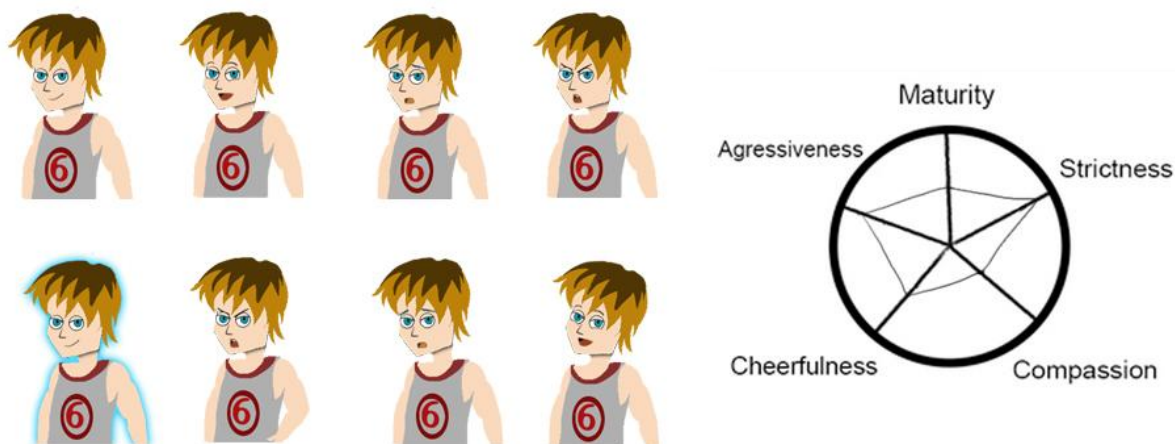 6 6 6 6
6 6 6 6
Maturity
Agressiveness
Strictness
Cheerfulness
Compassion